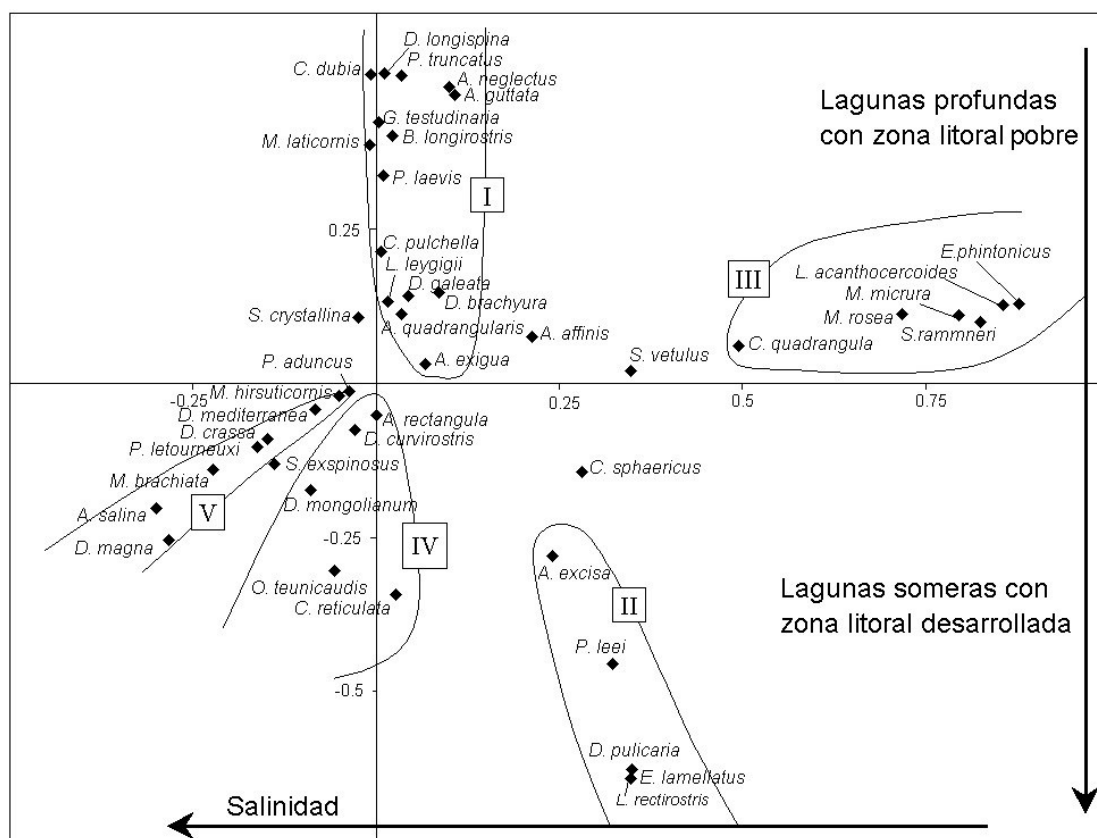 D. longispina
C. dubia
P. truncatus
A. neglectus
A. guttata
Lagunas profundas
con zona litoral pobre
G. testudinaria
B. longirostris
M. laticornis
P. laevis
I
0.25
C. pulchella
E.phintonicus
III
L. leygigii
L. acanthocercoides
D. galeata
M. micrura
D. brachyura
S. crystallina
M. rosea
A. quadrangularis
S.rammneri
A. affinis
C. quadrangula
S. vetulus
A. exigua
P. aduncus
-0.25
M. hirsuticornis
0.25
0.5
0.75
D. mediterranea
A. rectangula
D. crassa
D. curvirostris
P. letourneuxi
S. exspinosus
M. brachiata
C. sphaericus
D. mongolianum
A. salina
V
D. magna
-0.25
IV
A. excisa
O. teunicaudis
C. reticulata
Lagunas someras con
zona litoral desarrollada
II
P. leei
-0.5
D. pulicaria
E. lamellatus
L. rectirostris
Salinidad